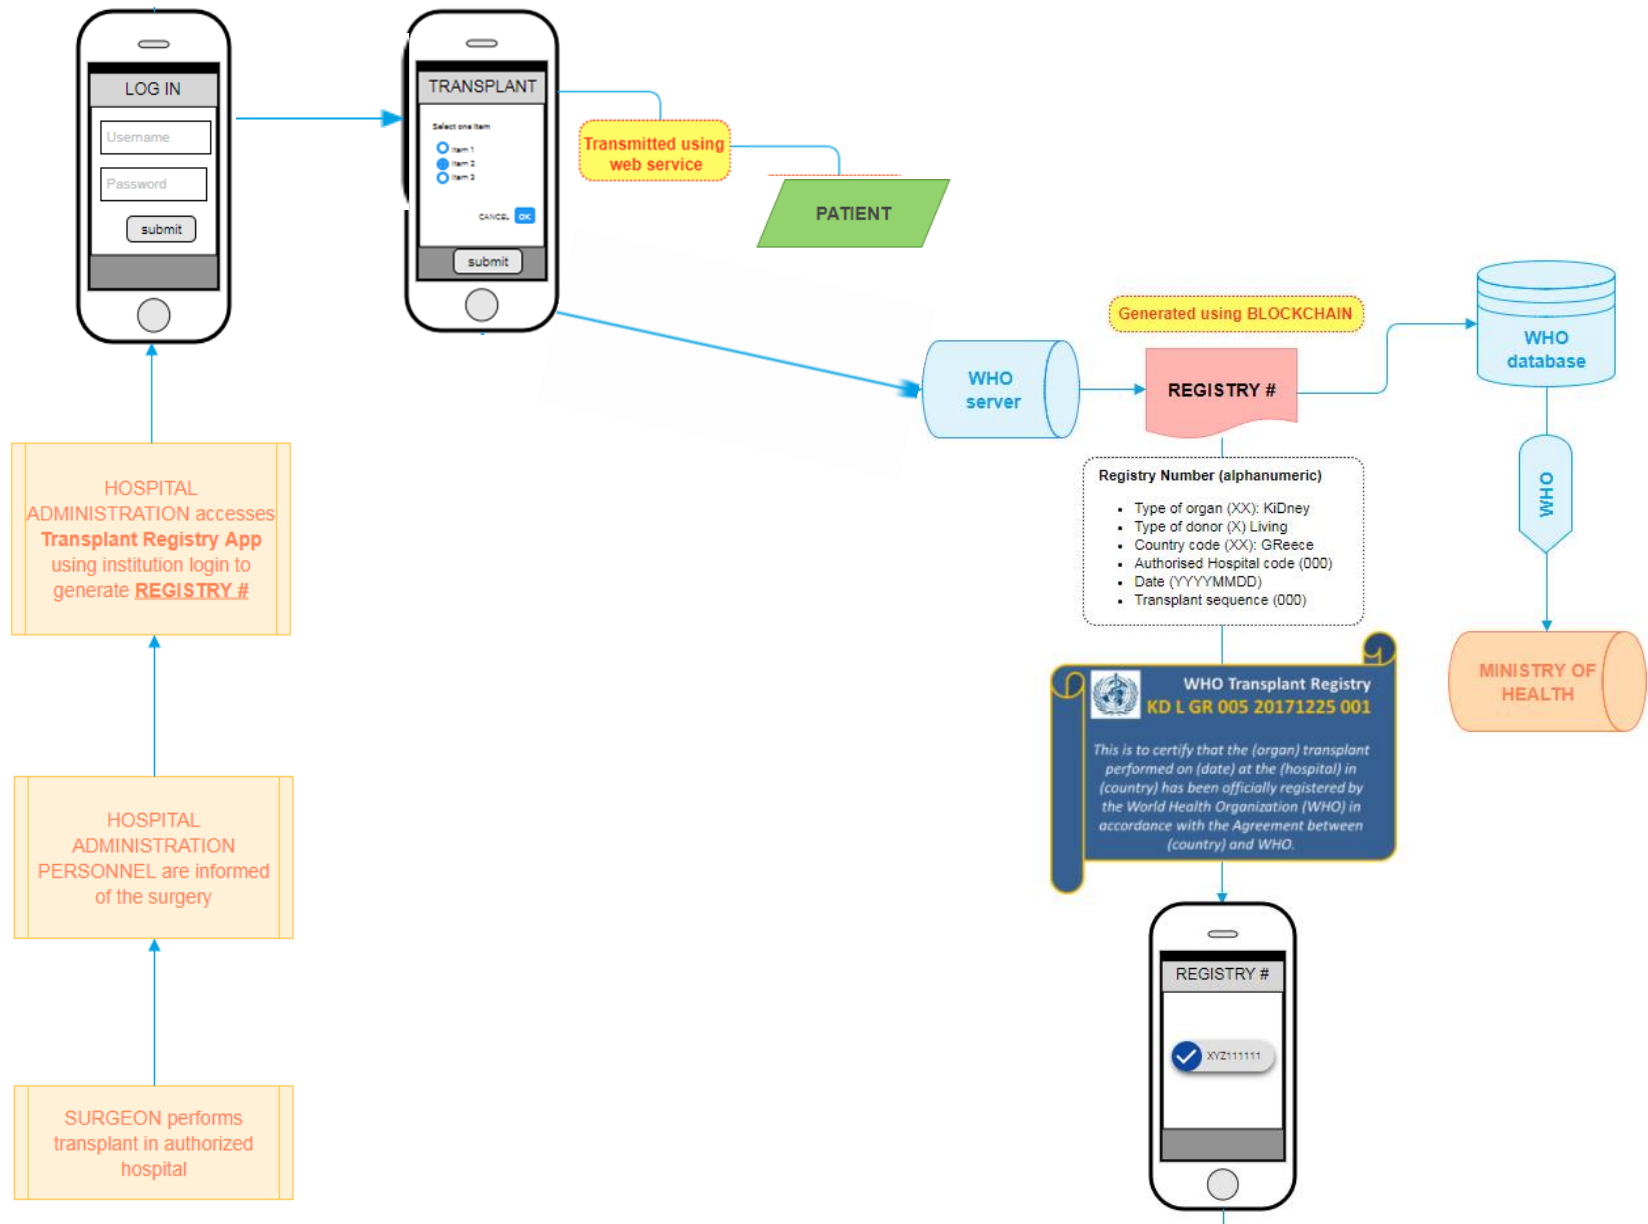 LOG IN
Username
Password
submit
TRANSPLANT
Select one item
Item 1
Item 2
Item 3
CANCEL OK
submit
Transmitted using
web service
PATIENT
WHO
server
Generated using BLOCKCHAIN
REGISTRY #
WHO
database
WHO
MINISTRY OF
HEALTH
Registry Number (alphanumeric)
• Type of organ (XX): KiDney
• Type of donor (X) Living
• Country code (XX): GReece
• Authorised Hospital code (000)
• Date (YYYYMMDD)
• Transplant sequence (000)
WHO Transplant Registry
KD L GR 005 20171225 001
This is to certify that the (organ) transplant
performed on (date) at the (hospital) in
(country) has been officially registered by
the World Health Organization (WHO) in
accordance with the Agreement between
(country) and WHO.
REGISTRY #
XYZ111111
HOSPITAL
ADMINISTRATION accesses
Transplant Registry App
using institution login to
generate REGISTRY #
HOSPITAL
ADMINISTRATION
PERSONNEL are informed
of the surgery
SURGEON performs
transplant in authorized
hospital